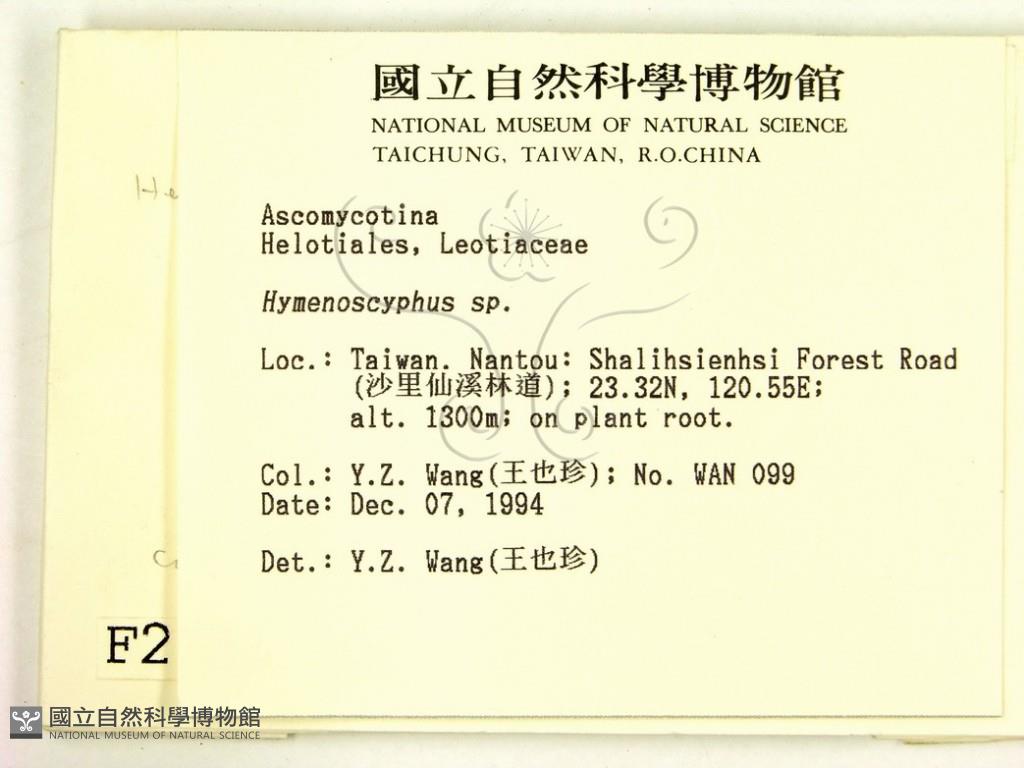 國立自然科學博物館
NATIONAL MUSEUM OF NATURAL SCIENCE
TAICHUNG, TAIWAN, R.O.CHINA
He
Ascomycotina
Helotiales, Leotiaceae
Hymenoscyphus sp.
Loc.: Taiwan. Nantou: Shalihsienhsi Forest Road
(沙里仙溪林道); 23.32N, 120.55E;
alt. 1300m; on plant root.
Col.: Y.Z. Wang(王也珍); No. WAN 099
Date: Dec. 07, 1994
Det.: Y.Z. Wang(王也珍)
F2
國立自然科學博物館
NATIONAL MUSEUM OF NATURAL SCIENCE